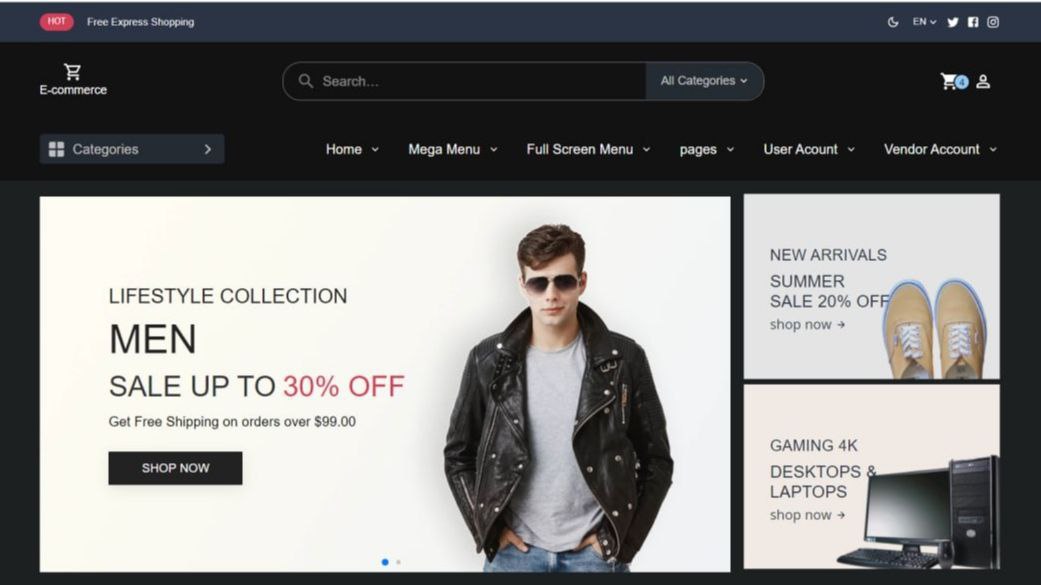 HOT Free Express Shopping EN
E-commerce
Search... All Categories 4
Categories Home Mega Menu Full Screen Menu pages User Acount Vendor Account
LIFESTYLE COLLECTION
MEN
SALE UP TO 30% OFF
Get Free Shipping on orders over $99.00
SHOP NOW
NEW ARRIVALS
SUMMER
SALE 20% OFF
shop now →
GAMING 4K
DESKTOPS &
LAPTOPS
shop now →